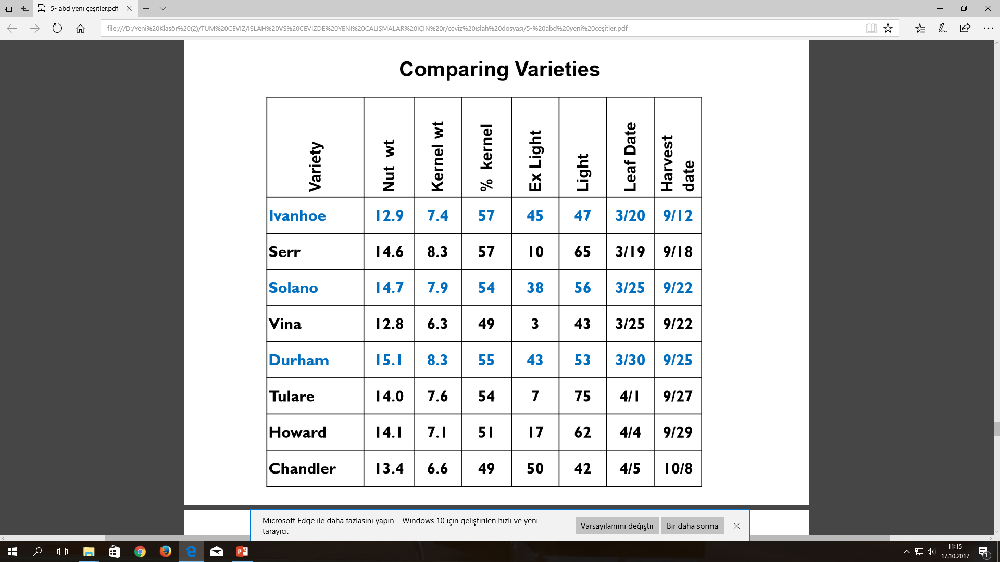 5- abd yeni çeşitler.pdf
file:///D:/Yeni%20Klasör%20(2)/TÜM%20CEVİZ/ISLAH%20VS%20CEVİZDE%20YENİ%20ÇALIŞMALAR%20İÇİN%20r/ceviz%20ıslah%20dosyası/5-%20abd%20yeni%20çeşitler.pdf
Comparing Varieties
Variety Nut wt Kernel wt % kernel Ex Light Light Leaf Date Harvest date
Ivanhoe 12.9 7.4 57 45 47 3/20 9/12
Serr 14.6 8.3 57 10 65 3/19 9/18
Solano 14.7 7.9 54 38 56 3/25 9/22
Vina 12.8 6.3 49 3 43 3/25 9/22
Durham 15.1 8.3 55 43 53 3/30 9/25
Tulare 14.0 7.6 54 7 75 4/1 9/27
Howard 14.1 7.1 51 17 62 4/4 9/29
Chandler 13.4 6.6 49 50 42 4/5 10/8
Microsoft Edge ile daha fazlasını yapın – Windows 10 için geliştirilen hızlı ve yeni
tarayıcı.
Varsayılanımı değiştir Bir daha sorma
11:15
17.10.2017
1